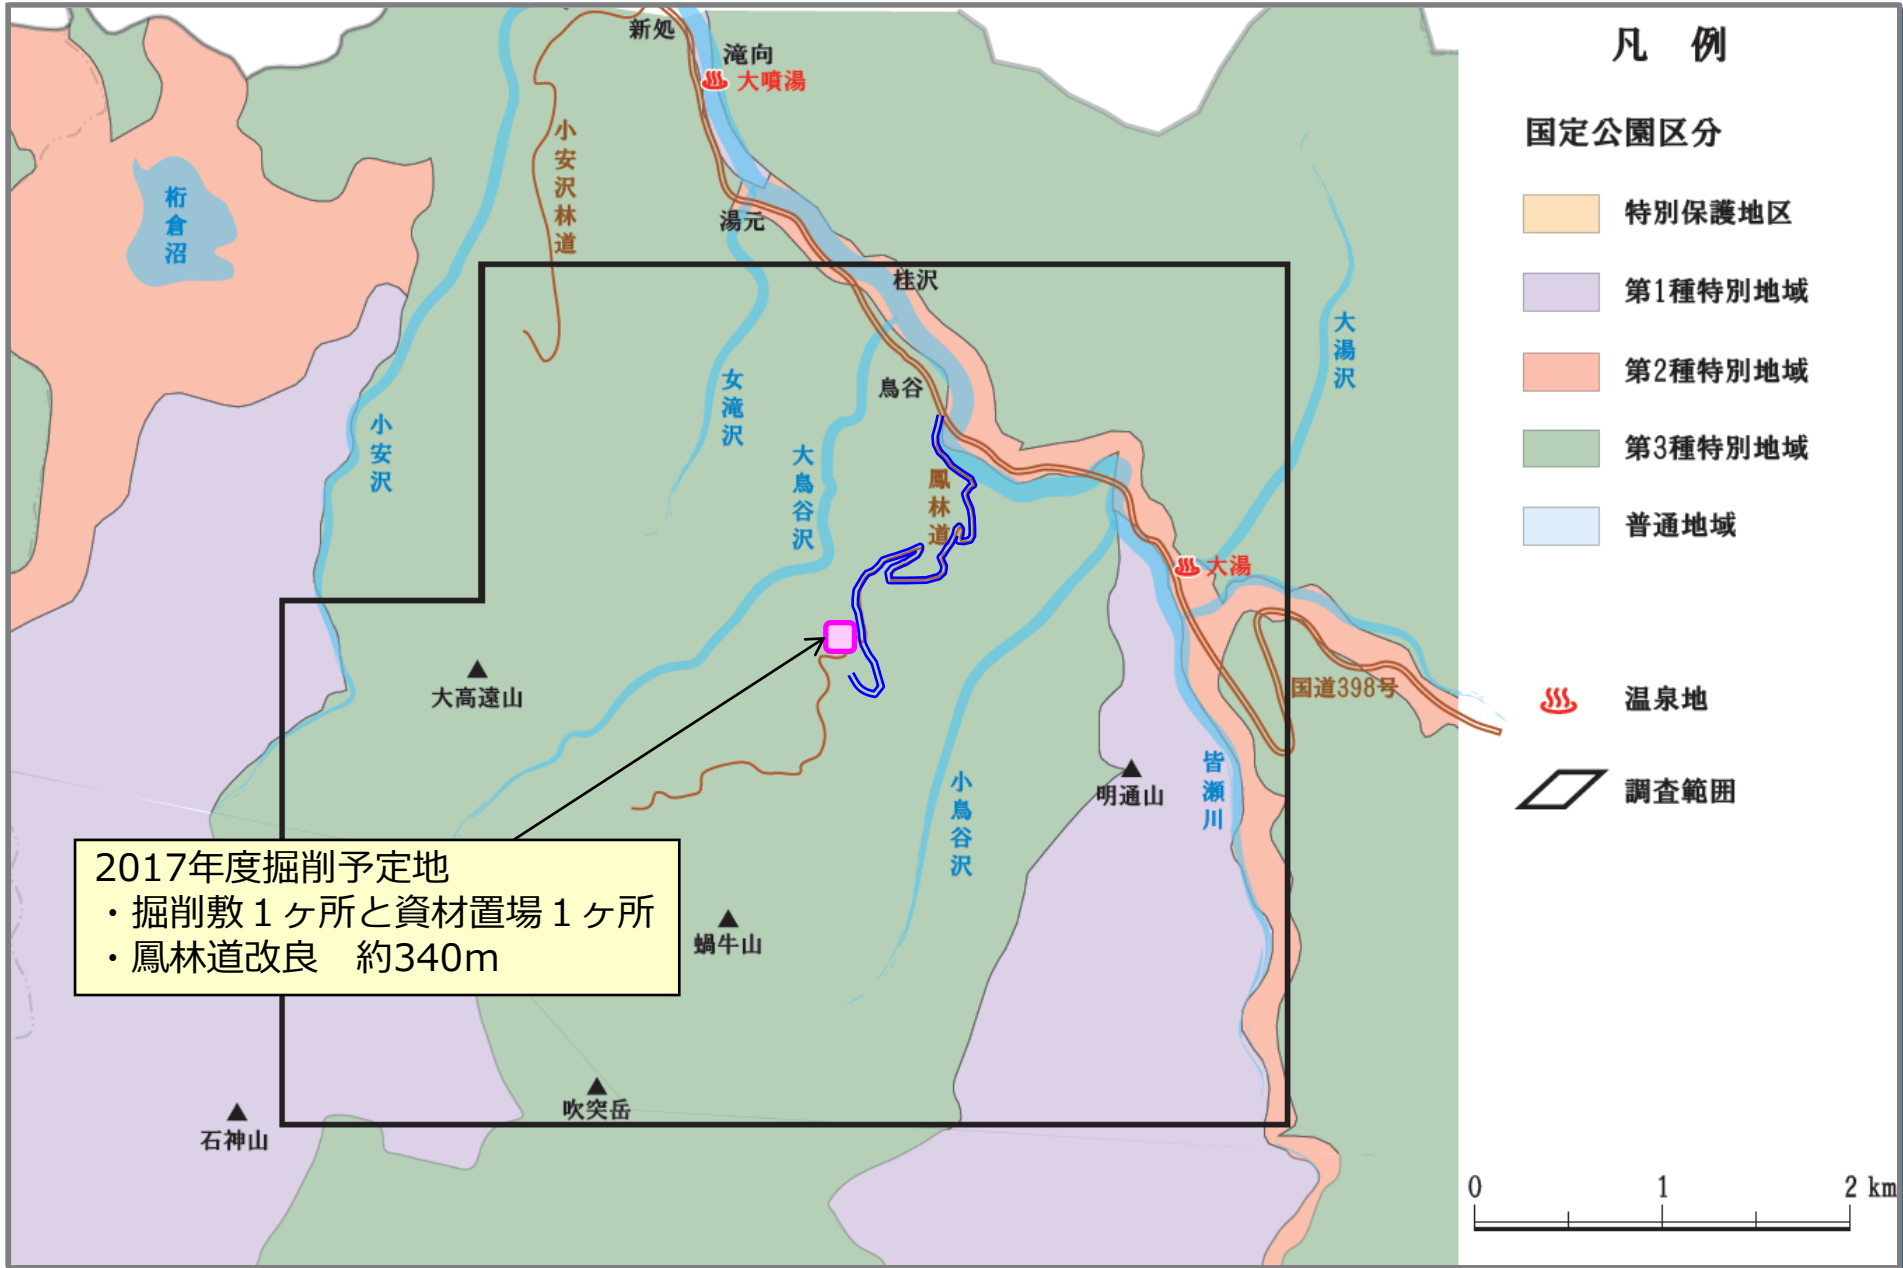 新処
滝向
大噴湯
小安沢林道
桁倉沼
湯元
桂沢
大湯沢
女滝沢
鳥谷
小安沢
大鳥谷沢
鳳林道
大湯
大高遠山
国道398号
皆瀬川
小鳥谷沢
明通山
2017年度掘削予定地
・掘削敷１ヶ所と資材置場１ヶ所
・鳳林道改良　約340m
蝸牛山
吹突岳
石神山
凡 例
国定公園区分
特別保護地区
第1種特別地域
第2種特別地域
第3種特別地域
普通地域
温泉地
調査範囲
0 1 2 km